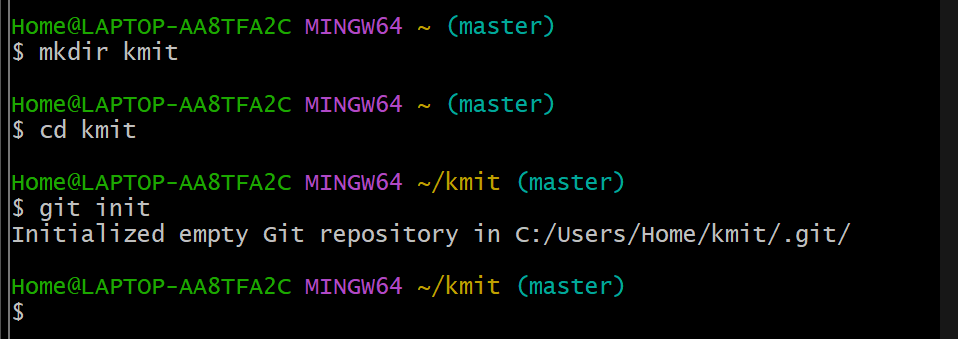 Home@LAPTOP-AA8TFA2C MINGW64 ~ (master)
$ mkdir kmit
Home@LAPTOP-AA8TFA2C MINGW64 ~ (master)
$ cd kmit
Home@LAPTOP-AA8TFA2C MINGW64 ~/kmit (master)
$ git init
Initialized empty Git repository in C:/Users/Home/kmit/.git/
Home@LAPTOP-AA8TFA2C MINGW64 ~/kmit (master)
$